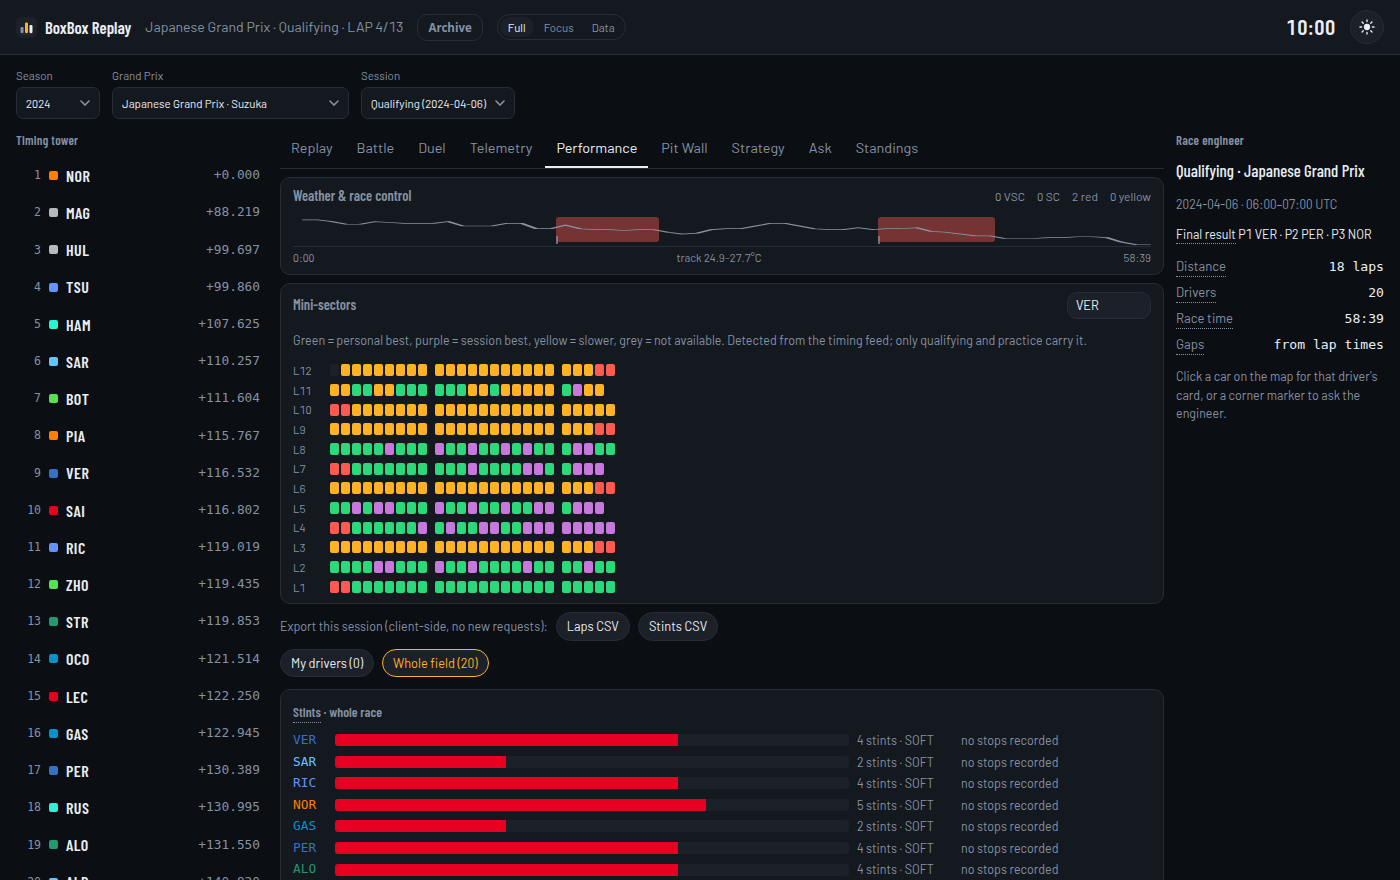 BoxBox Replay
Japanese Grand Prix · Qualifying · LAP 4/13
Archive
Full Focus Data
10:00
Season
2024
Grand Prix
Japanese Grand Prix · Suzuka
Session
Qualifying (2024-04-06)
Timing tower
1 NOR +0.000
2 MAG +88.219
3 HUL +99.697
4 TSU +99.860
5 HAM +107.625
6 SAR +110.257
7 BOT +111.604
8 PIA +115.767
9 VER +116.532
10 SAI +116.802
11 RIC +119.019
12 ZHO +119.435
13 STR +119.853
14 OCO +121.514
15 LEC +122.250
16 GAS +122.945
17 PER +130.389
18 RUS +130.995
19 ALO +131.550
Replay Battle Duel Telemetry Performance Pit Wall Strategy Ask Standings
Weather & race control
0 VSC 0 SC 2 red 0 yellow
0:00 track 24.9–27.7°C 58:39
Mini-sectors
VER
Green = personal best, purple = session best, yellow = slower, grey = not available. Detected from the timing feed; only qualifying and practice carry it.
L12
L11
L10
L9
L8
L7
L6
L5
L4
L3
L2
L1
Export this session (client-side, no new requests): Laps CSV Stints CSV
My drivers (0) Whole field (20)
Stints · whole race
VER 4 stints · SOFT no stops recorded
SAR 2 stints · SOFT no stops recorded
RIC 4 stints · SOFT no stops recorded
NOR 5 stints · SOFT no stops recorded
GAS 2 stints · SOFT no stops recorded
PER 4 stints · SOFT no stops recorded
ALO 4 stints · SOFT no stops recorded
Race engineer
Qualifying · Japanese Grand Prix
2024-04-06 · 06:00–07:00 UTC
Final result P1 VER · P2 PER · P3 NOR
Distance 18 laps
Drivers 20
Race time 58:39
Gaps from lap times
Click a car on the map for that driver's
card, or a corner marker to ask the
engineer.